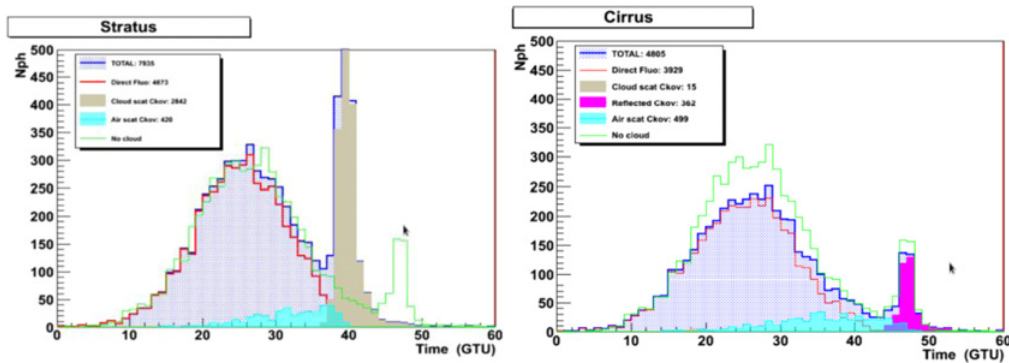 Stratus
Nph
500
450
400
350
300
250
200
150
100
50
0
TOTAL: 7935
Direct Fluo: 4673
Cloud scat Ckov: 2842
Air scat Ckov: 420
No cloud
0 10 20 30 40 50 60
Time (GTU)
Cirrus
Nph
500
450
400
350
300
250
200
150
100
50
0
TOTAL: 4805
Direct Fluo: 3929
Cloud scat Ckov: 15
Reflected Ckov: 362
Air scat Ckov: 499
No cloud
0 10 20 30 40 50 60
Time (GTU)